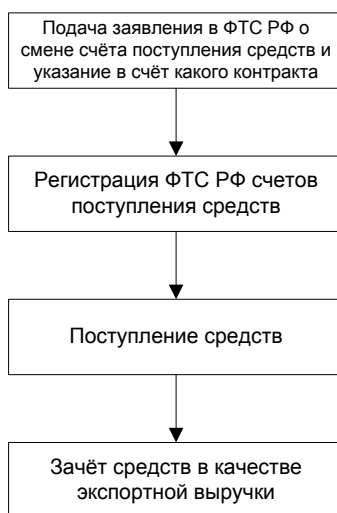 Подача заявления в ФТС РФ о
смене счёта поступления средств и
указание в счёт какого контракта
Регистрация ФТС РФ счетов
поступления средств
Поступление средств
Зачёт средств в качестве
экспортной выручки